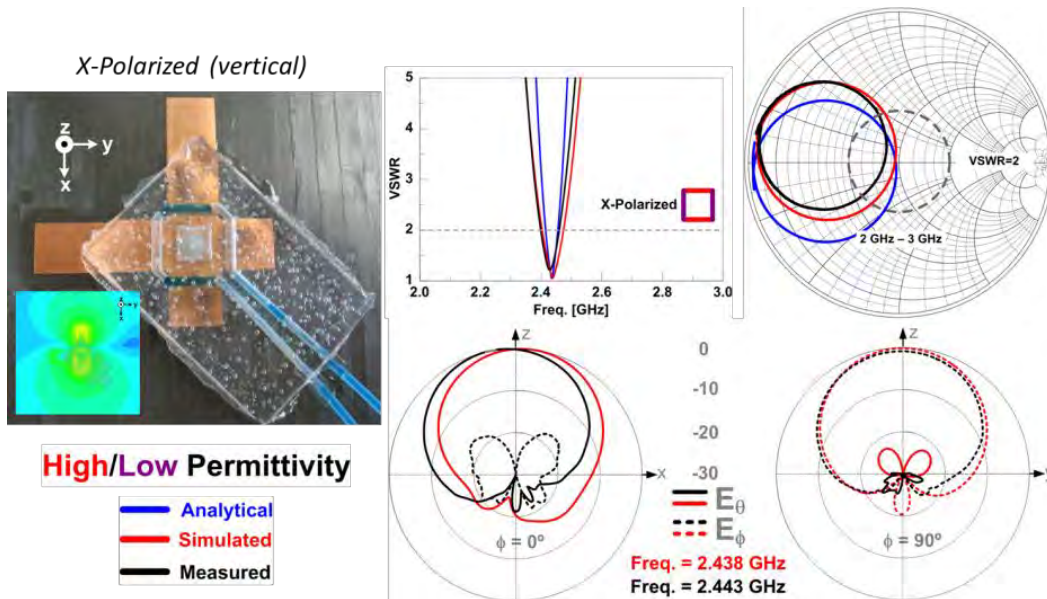 X-Polarized (vertical)
z
y
x
High/Low Permittivity
Analytical
Simulated
Measured
5
4
3
2
1
VSWR
2.0
2.2
2.4
2.6
2.8
3.0
Freq. [GHz]
X-Polarized
VSWR=2
2 GHz – 3 GHz
z
x
ϕ = 0º
0
-10
-20
-30
Eθ
Eϕ
Freq. = 2.438 GHz
Freq. = 2.443 GHz
z
ϕ = 90º